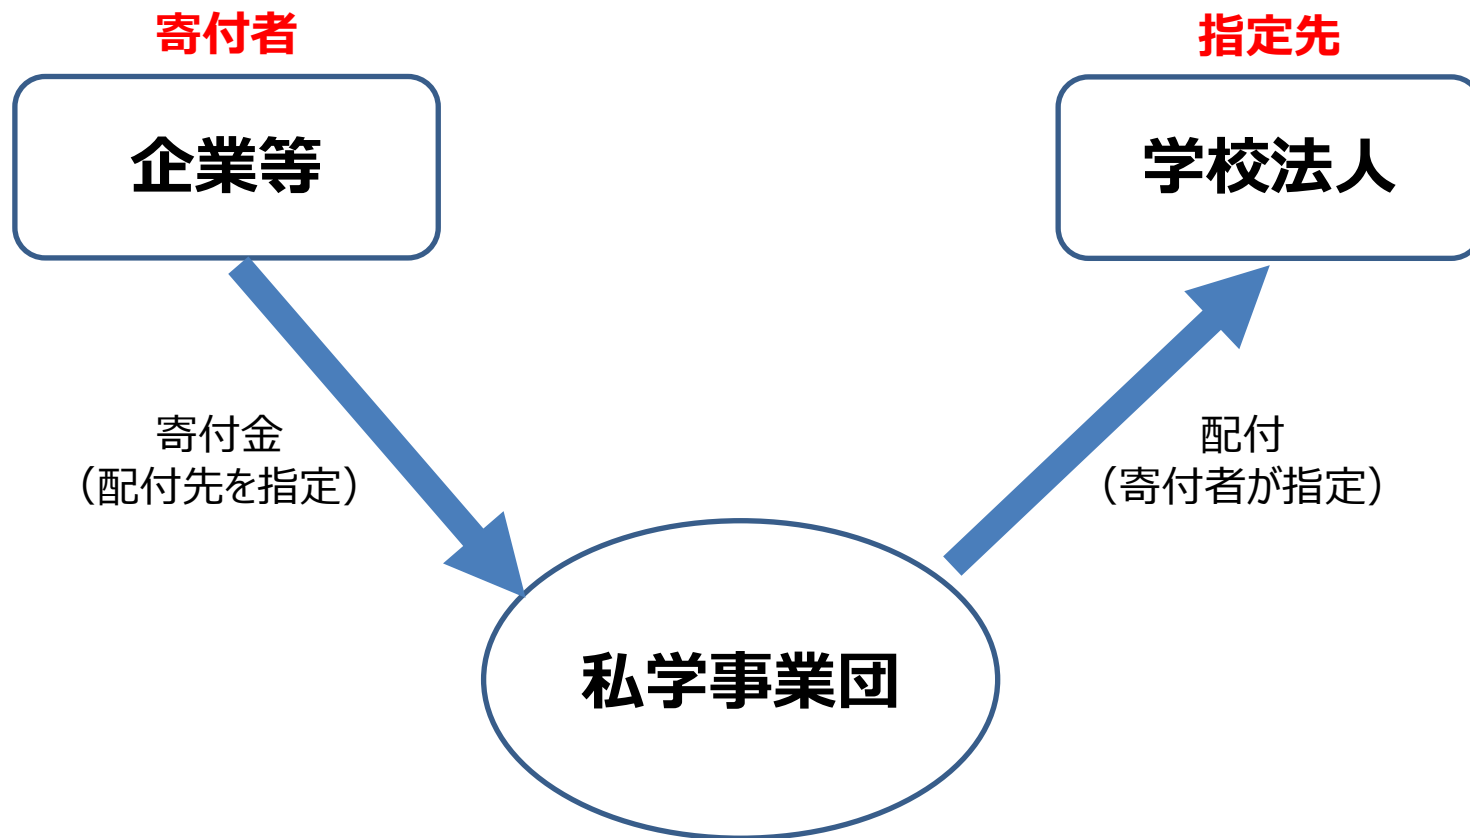 寄付者
指定先
企業等
学校法人
寄付金
（配付先を指定）
配付
（寄付者が指定）
私学事業団